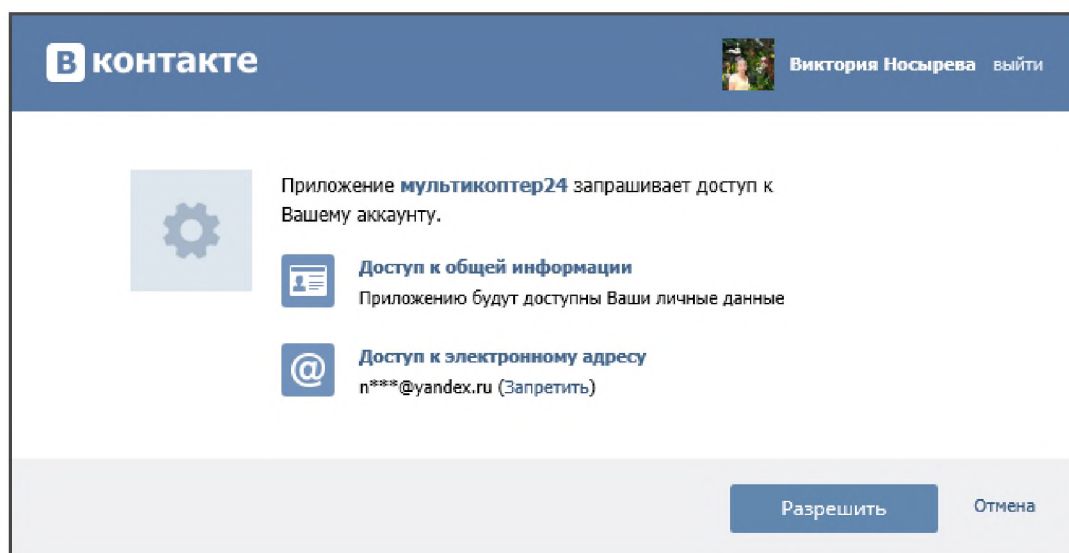 В контакте
Виктория Носырева выйти
Приложение мультикоптер24 запрашивает доступ к
Вашему аккаунту.
Доступ к общей информации
Приложению будут доступны Ваши личные данные
@ Доступ к электронному адресу
n***@yandex.ru (Запретить)
Разрешить Отмена